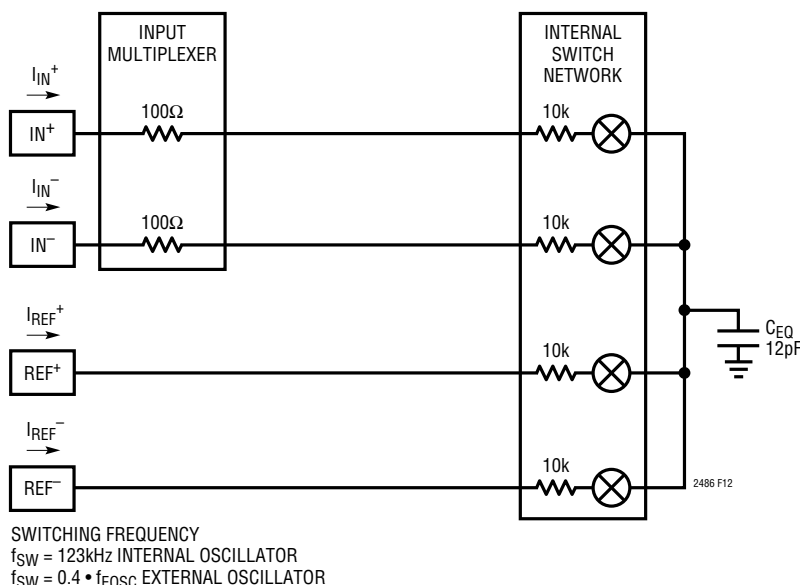 INPUT
MULTIPLEXER
INTERNAL
SWITCH
NETWORK
IIN+
100Ω
10k
IN+
IIN−
100Ω
10k
IN−
IREF+
10k
REF+
CEQ
12pF
IREF−
10k
REF−
2486 F12
SWITCHING FREQUENCY
fSW = 123kHz INTERNAL OSCILLATOR
fSW = 0.4 • fEOSC EXTERNAL OSCILLATOR